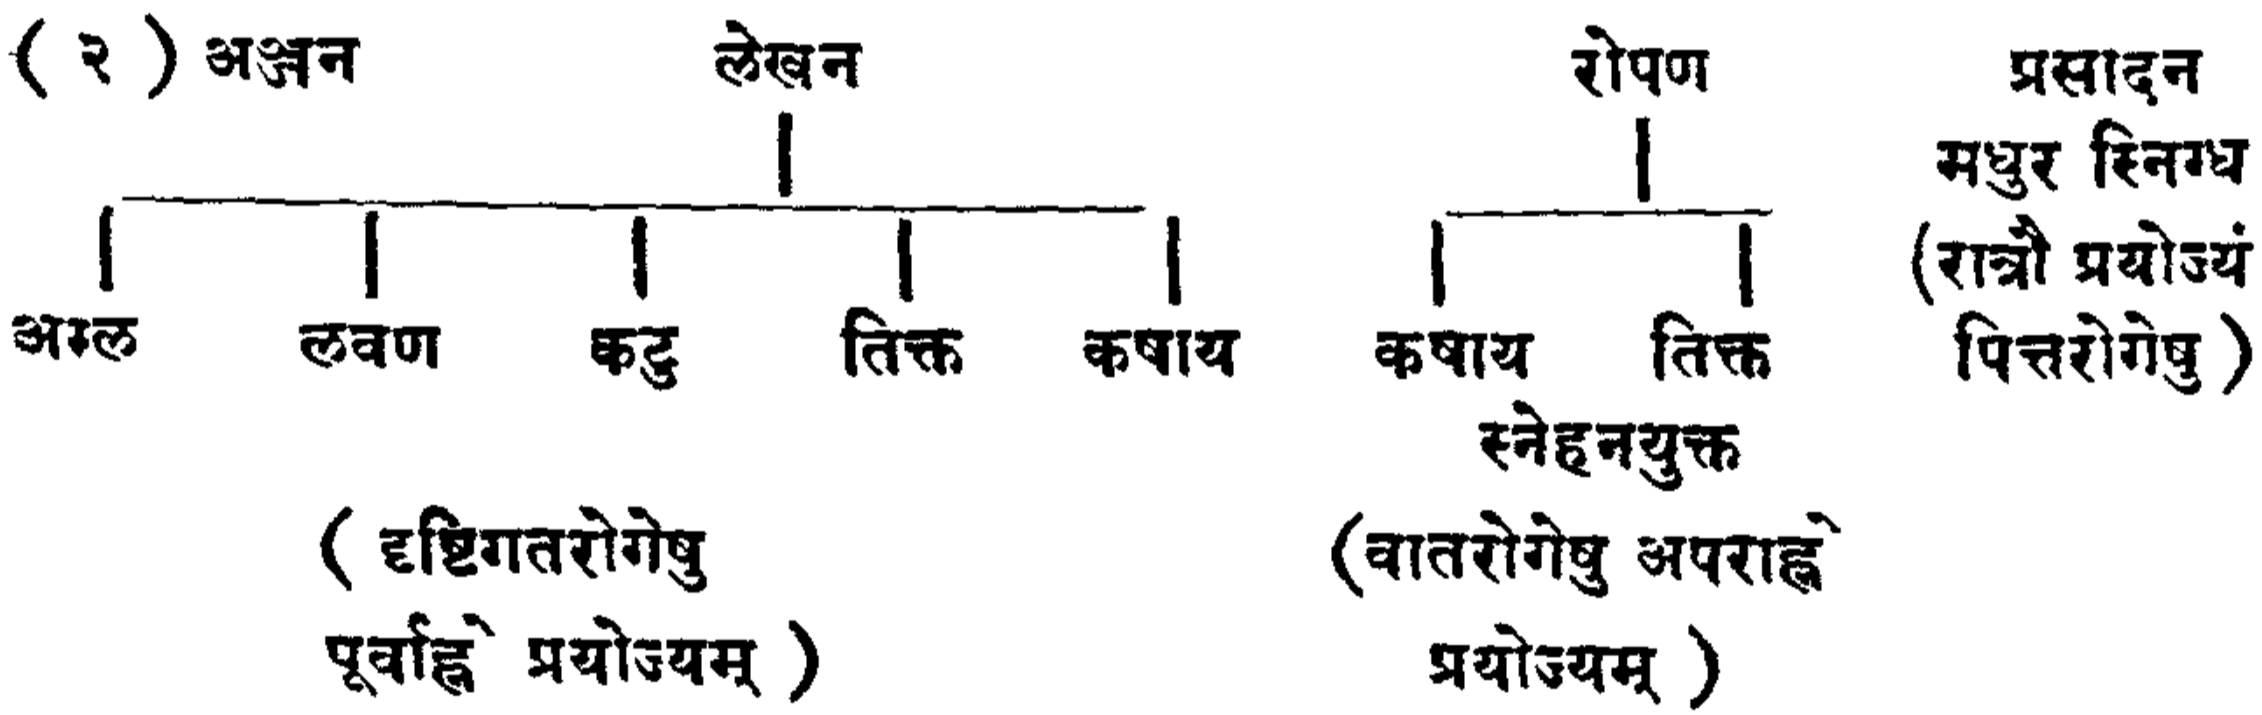 ( २ ) अञ्जन लेखन रोपण प्रसादन
मधुर स्निग्ध
(रात्रौ प्रयोज्यं
अम्ल लवण कटु तिक्त कषाय कषाय तिक्त पित्तरोगेषु )
स्नेहनयुक्त
( दृष्टिगतरोगेषु (वातरोगेषु अपराह्ने
पूर्वाह्ने प्रयोज्यम् ) प्रयोज्यम् )